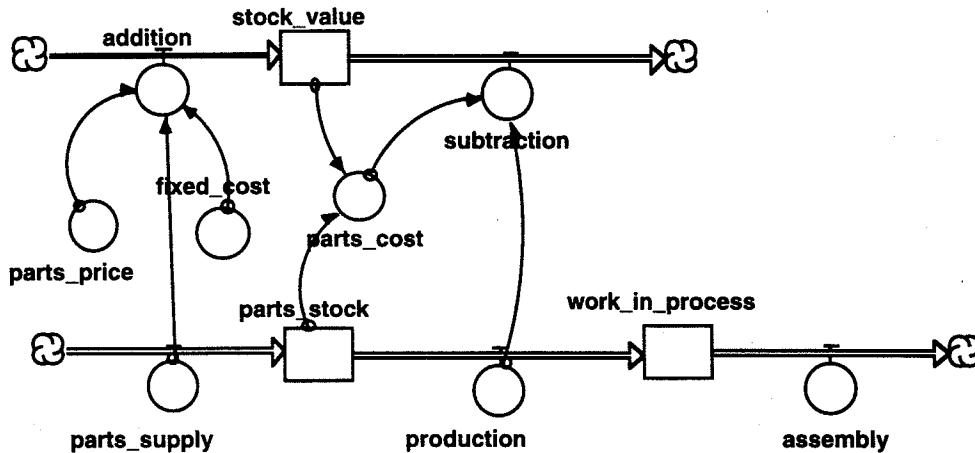 stock_value
addition
subtraction
fixed_cost
parts_cost
parts_price
parts_stock
work_in_process
parts_supply
production
assembly